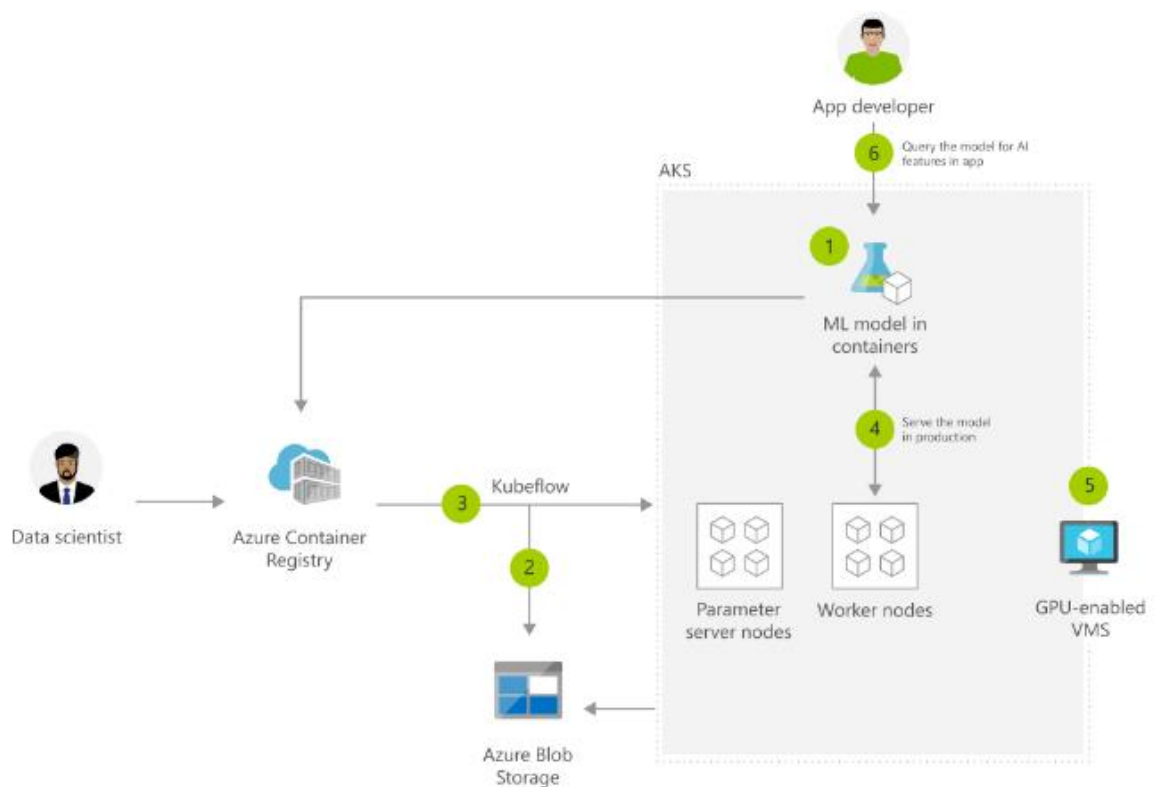 App developer
6
Query the model for AI
features in app
AKS
1
ML model in
containers
4
Serve the model
in production
Data scientist
Azure Container
Registry
3
Kubeflow
2
5
Parameter
server nodes
Worker nodes
GPU-enabled
VMS
Azure Blob
Storage